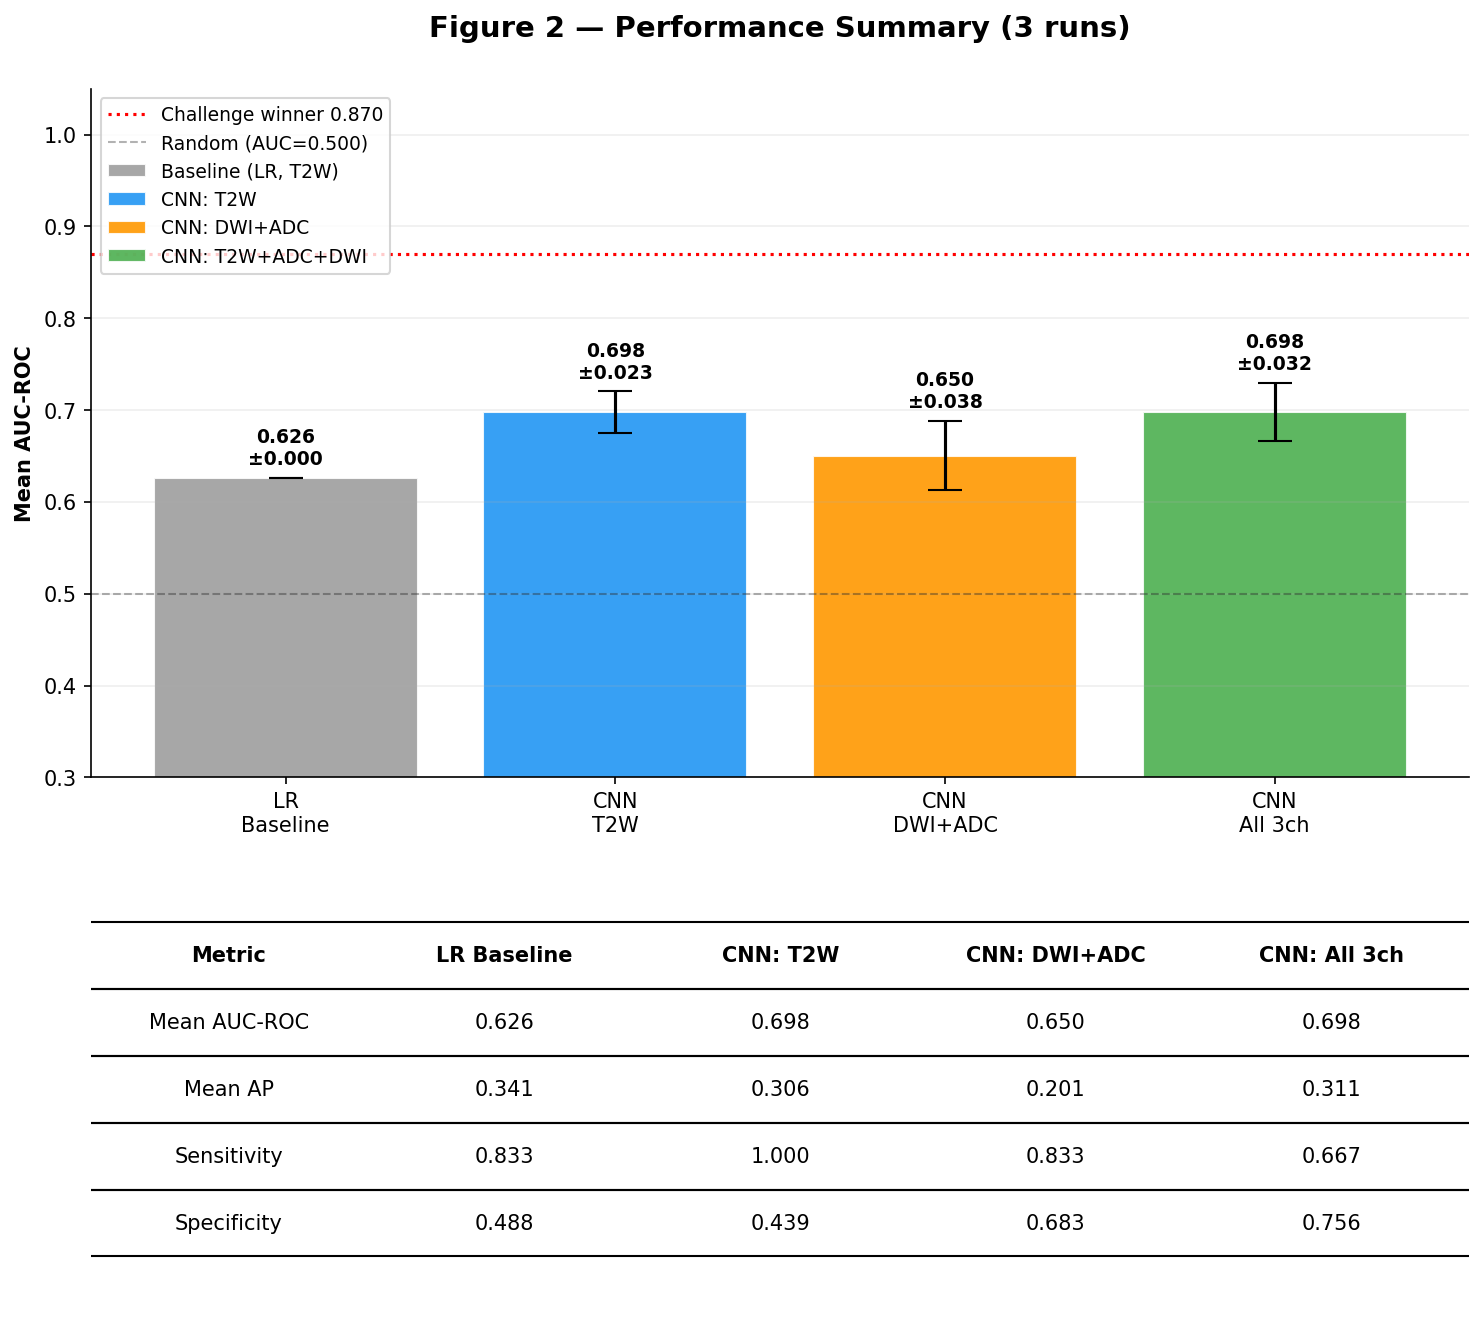 Figure 2 — Performance Summary (3 runs)
Challenge winner 0.870
Random (AUC=0.500)
Baseline (LR, T2W)
CNN: T2W
CNN: DWI+ADC
CNN: T2W+ADC+DWI
Mean AUC-ROC
1.0
0.9
0.8
0.7
0.6
0.5
0.4
0.3
0.626
±0.000
0.698
±0.023
0.650
±0.038
0.698
±0.032
LR
Baseline
CNN
T2W
CNN
DWI+ADC
CNN
All 3ch
Metric LR Baseline CNN: T2W CNN: DWI+ADC CNN: All 3ch
Mean AUC-ROC 0.626 0.698 0.650 0.698
Mean AP 0.341 0.306 0.201 0.311
Sensitivity 0.833 1.000 0.833 0.667
Specificity 0.488 0.439 0.683 0.756